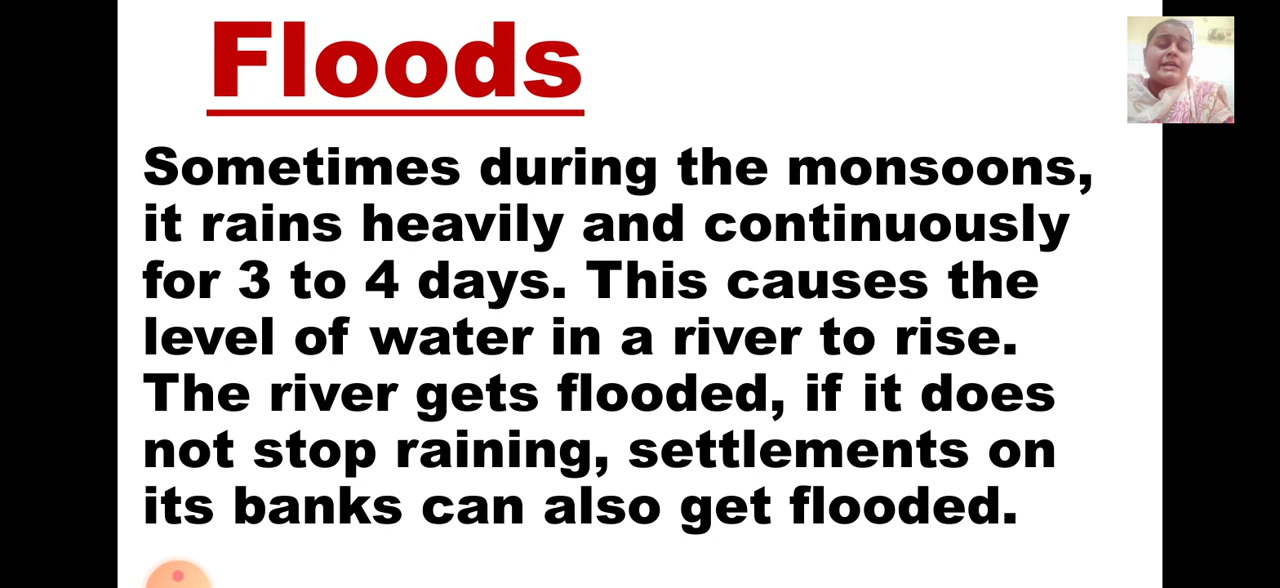 Floods
Sometimes during the monsoons,
it rains heavily and continuously
for 3 to 4 days. This causes the
level of water in a river to rise.
The river gets flooded, if it does
not stop raining, settlements on
its banks can also get flooded.